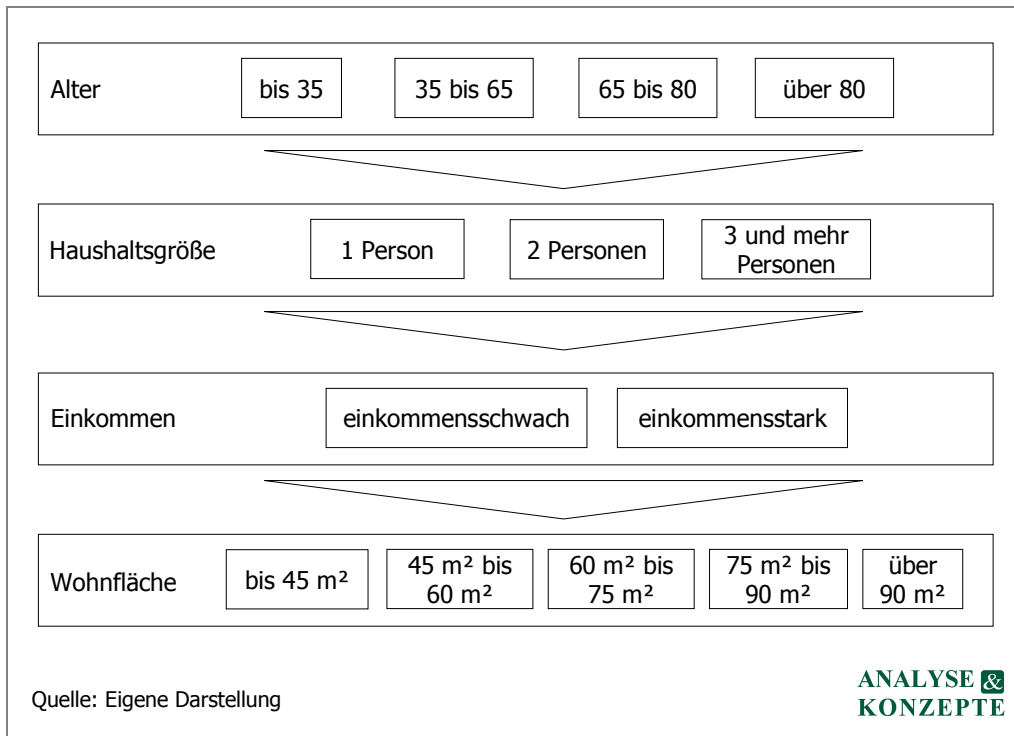 Alter
bis 35
35 bis 65
65 bis 80
über 80
Haushaltsgröße
1 Person
2 Personen
3 und mehr
Personen
Einkommen
einkommensschwach
einkommensstark
Wohnfläche
bis 45 m²
45 m² bis
60 m²
60 m² bis
75 m²
75 m² bis
90 m²
über
90 m²
Quelle: Eigene Darstellung
ANALYSE &
KONZEPTE